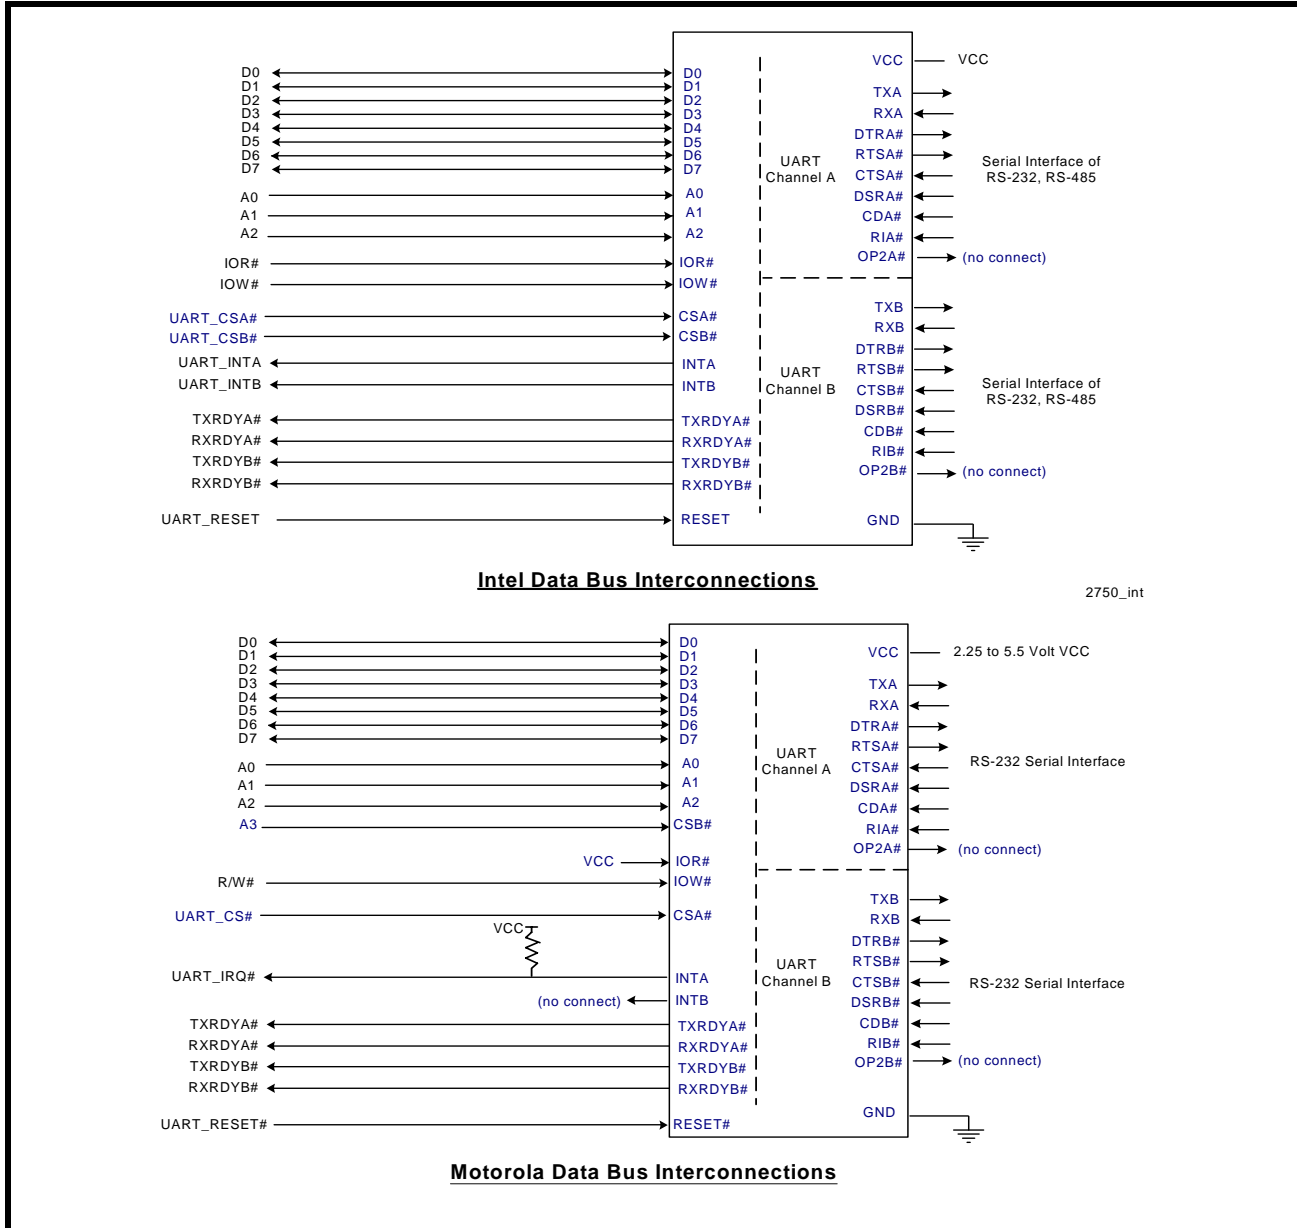 D0 D0 VCC VCC
D1 D1
D2 D2 TXA
D3 D3 RXA
D4 D4 DTRA#
D5 D5
D6 D6 UART RTSA# Serial Interface of
D7 D7 Channel A CTSA# RS-232, RS-485
A0 A0 DSRA#
A1 A1 CDA#
A2 A2 RIA#
IOR# IOR# OP2A# (no connect)
IOW# IOW#
UART_CSA# CSA# TXB
UART_CSB# CSB# RXB
DTRB#
UART_INTA INTA UART RTSB#
UART_INTB INTB Channel B CTSB# Serial Interface of
RS-232, RS-485
DSRB#
TXRDYA# TXRDYA# CDB#
RXRDYA# RXRDYA# RIB#
TXRDYB# TXRDYB# OP2B# (no connect)
RXRDYB# RXRDYB#
UART_RESET RESET GND
Intel Data Bus Interconnections
2750_int
D0 D0 VCC 2.25 to 5.5 Volt VCC
D1 D1
D2 D2 TXA
D3 D3 RXA
D4 D4 DTRA#
D5 D5
D6 D6 RTSA#
D7 D7 UART
Channel A
A0 A0 CTSA# RS-232 Serial Interface
A1 A1 DSRA#
A2 A2 CDA#
A3 CSB# RIA#
VCC IOR# OP2A# (no connect)
R/W# IOW#
TXB
UART_CS# CSA# RXB
VCC DTRB#
RTSB#
UART_IRQ# INTA UART
Channel B CTSB# RS-232 Serial Interface
(no connect) INTB DSRB#
TXRDYA# TXRDYA# CDB#
RXRDYA# RXRDYA# RIB#
TXRDYB# TXRDYB# OP2B# (no connect)
RXRDYB# RXRDYB#
UART_RESET# RESET# GND
Motorola Data Bus Interconnections